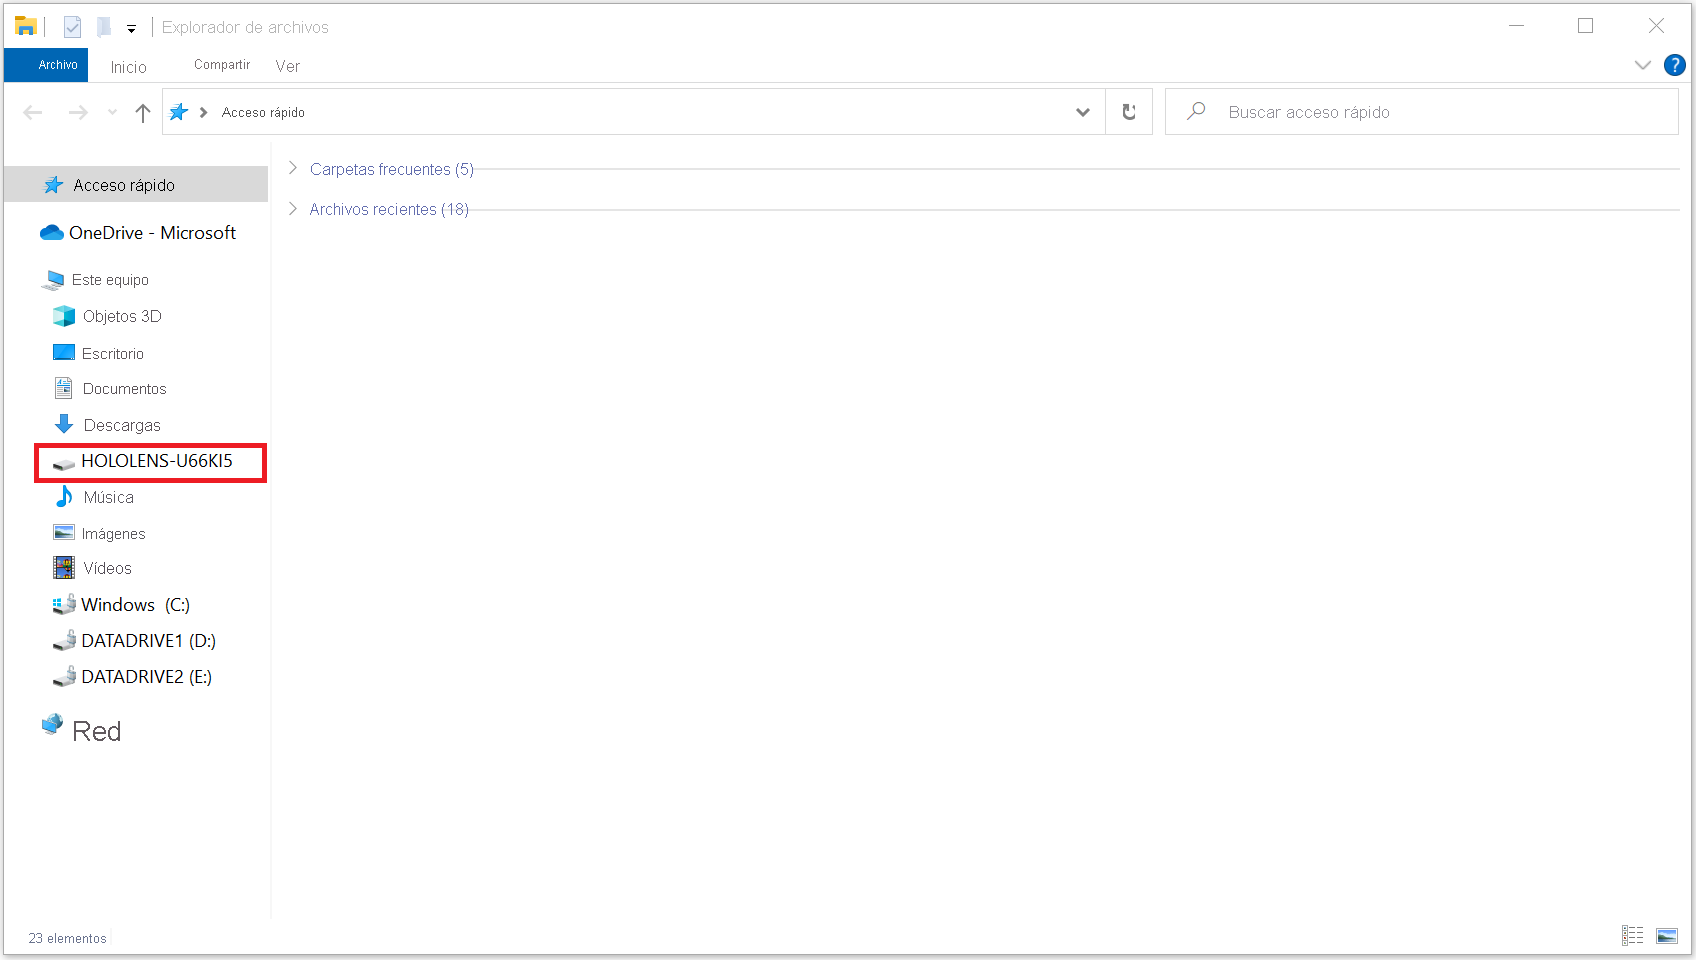 Explorador de archivos
Archivo Inicio Compartir Ver
?
Acceso rápido
Buscar acceso rápido
Acceso rápido
OneDrive - Microsoft
Este equipo
Objetos 3D
Escritorio
Documentos
Descargas
HOLOLENS-U66KI5
Música
Imágenes
Vídeos
Windows (C:)
DATADRIVE1 (D:)
DATADRIVE2 (E:)
Red
Carpetas frecuentes (5)
Archivos recientes (18)
23 elementos